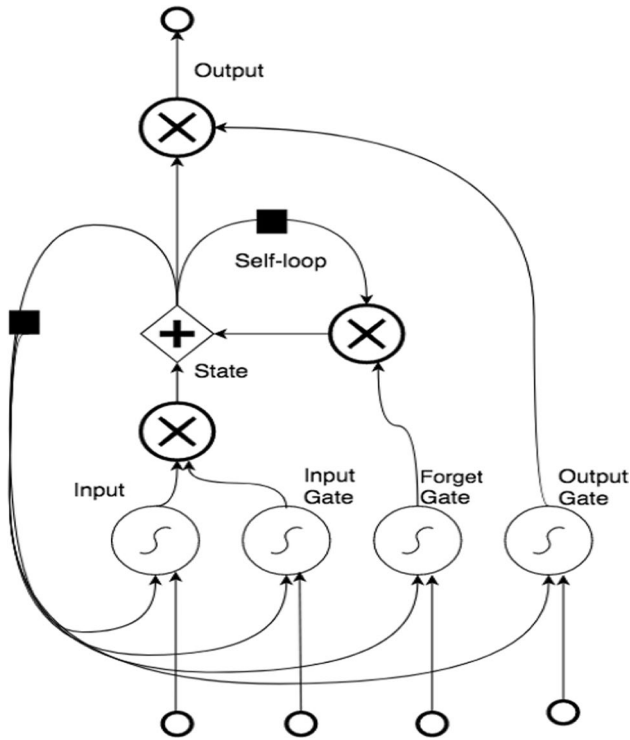 Output
Self-loop
State
Input
Input
Gate
Forget
Gate
Output
Gate